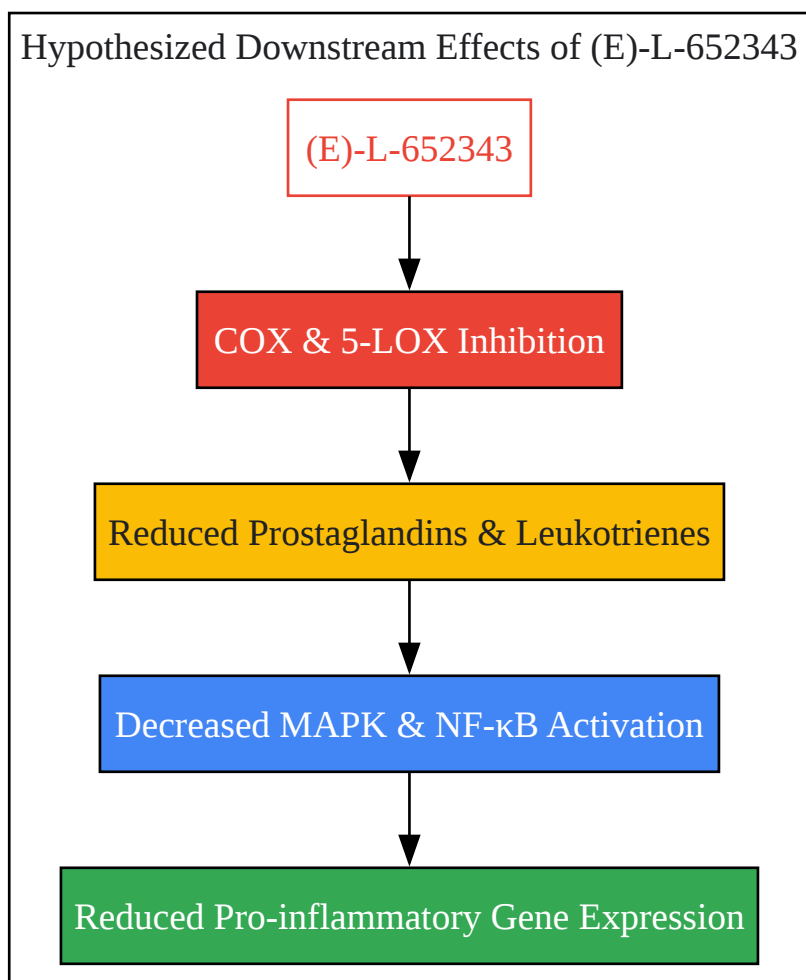 Hypothesized Downstream Effects of (E)-L-652343
(E)-L-652343
COX & 5-LOX Inhibition
Reduced Prostaglandins & Leukotrienes
Decreased MAPK & NF-κB Activation
Reduced Pro-inflammatory Gene Expression